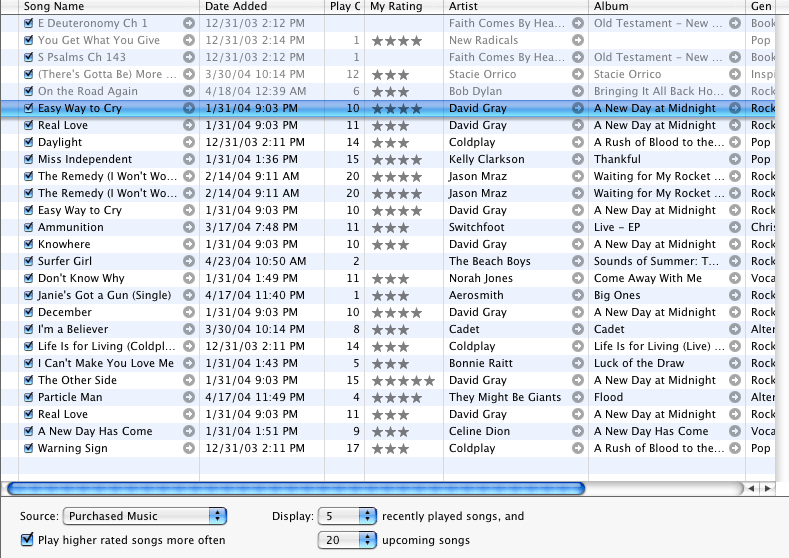 Song Name Date Added Play C My Rating Artist Album Gen
E Deuteronomy Ch 1 12/31/03 2:12 PM Faith Comes By Hea... Old Testament – New ... Book
You Get What You Give 12/31/03 2:14 PM 1 ★★★★ New Radicals Pop
S Psalms Ch 143 12/31/03 2:12 PM 1 Faith Comes By Hea... Old Testament – New ... Book
(There's Gotta Be) More ... 3/30/04 10:14 PM 12 ★★★ Stacie Orrico Stacie Orrico Inspi
On the Road Again 4/18/04 12:39 AM 6 ★★★ Bob Dylan Bringing It All Back Ho... Rock
Easy Way to Cry 1/31/04 9:03 PM 10 ★★★★ David Gray A New Day at Midnight Rock
Real Love 1/31/04 9:03 PM 11 ★★★ David Gray A New Day at Midnight Rock
Daylight 12/31/03 2:11 PM 14 ★★★ Coldplay A Rush of Blood to the... Pop
Miss Independent 1/31/04 1:36 PM 15 ★★★★ Kelly Clarkson Thankful Pop
The Remedy (I Won't Wo... 2/14/04 9:11 AM 20 ★★★★ Jason Mraz Waiting for My Rocket ... Rock
The Remedy (I Won't Wo... 2/14/04 9:11 AM 20 ★★★★ Jason Mraz Waiting for My Rocket ... Rock
Easy Way to Cry 1/31/04 9:03 PM 10 ★★★★ David Gray A New Day at Midnight Rock
Ammunition 3/17/04 7:48 PM 11 ★★★ Switchfoot Live – EP Chris
Knowhere 1/31/04 9:03 PM 10 ★★★ David Gray A New Day at Midnight Rock
Surfer Girl 4/23/04 10:50 AM 2 The Beach Boys Sounds of Summer: T... Rock
Don't Know Why 1/31/04 1:49 PM 11 ★★★ Norah Jones Come Away With Me Voca
Janie's Got a Gun (Single) 4/17/04 11:40 PM 1 ★★★ Aerosmith Big Ones Rock
December 1/31/04 9:03 PM 10 ★★★★ David Gray A New Day at Midnight Rock
I'm a Believer 3/30/04 10:14 PM 8 ★★★ Cadet Cadet Alter
Life Is for Living (Coldpl... 12/31/03 2:11 PM 14 ★★★ Coldplay Life Is for Living (Live) ... Rock
I Can't Make You Love Me 1/31/04 1:43 PM 5 ★★★ Bonnie Raitt Luck of the Draw Rock
The Other Side 1/31/04 9:03 PM 15 ★★★★★ David Gray A New Day at Midnight Rock
Particle Man 4/17/04 11:49 PM 4 ★★★★ They Might Be Giants Flood Alter
Real Love 1/31/04 9:03 PM 11 ★★★ David Gray A New Day at Midnight Rock
A New Day Has Come 1/31/04 1:51 PM 9 ★★★ Celine Dion A New Day Has Come Voca
Warning Sign 12/31/03 2:11 PM 17 ★★★ Coldplay A Rush of Blood to the... Pop
Source: Purchased Music Display: 5 recently played songs, and
Play higher rated songs more often 20 upcoming songs